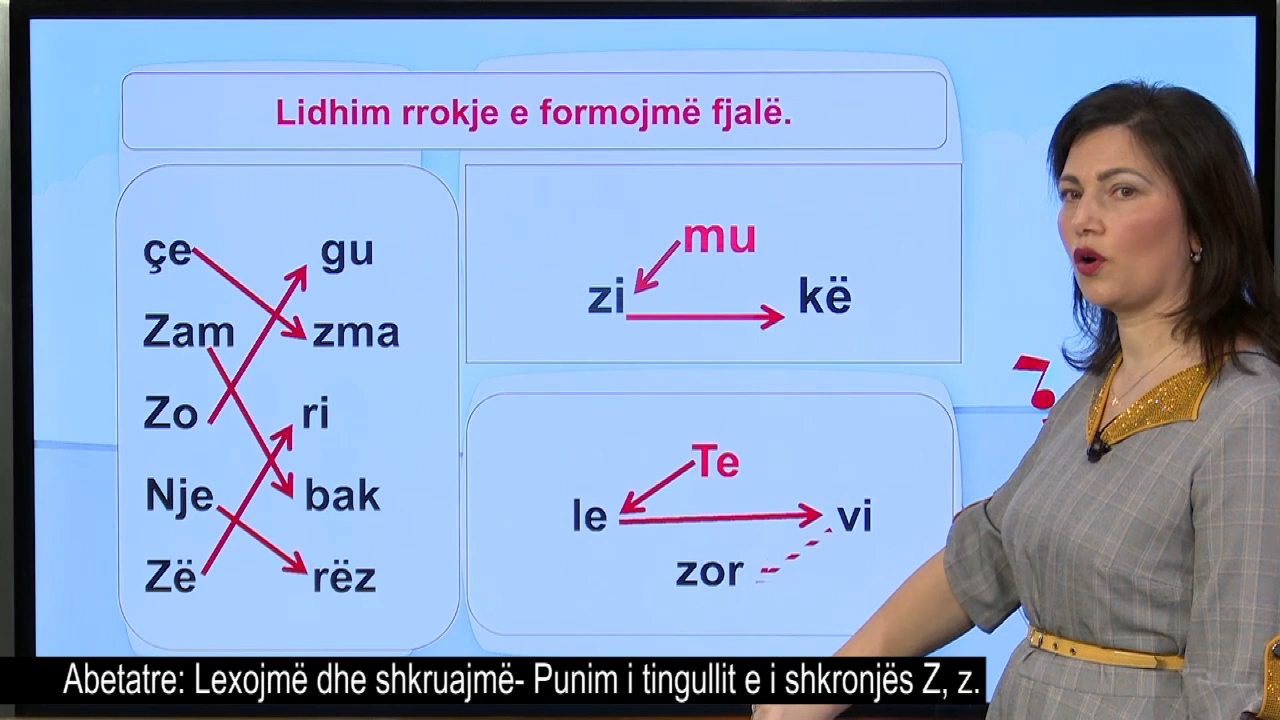 Lidhim rrokje e formojmë fjalë.
çe gu
Zam zma
Zo ri
Nje bak
Zë rëz
mu
zi kë
Te
le vi
zor
Abetatre: Lexojmë dhe shkruajmë- Punim i tingullit e i shkronjës Z, z.